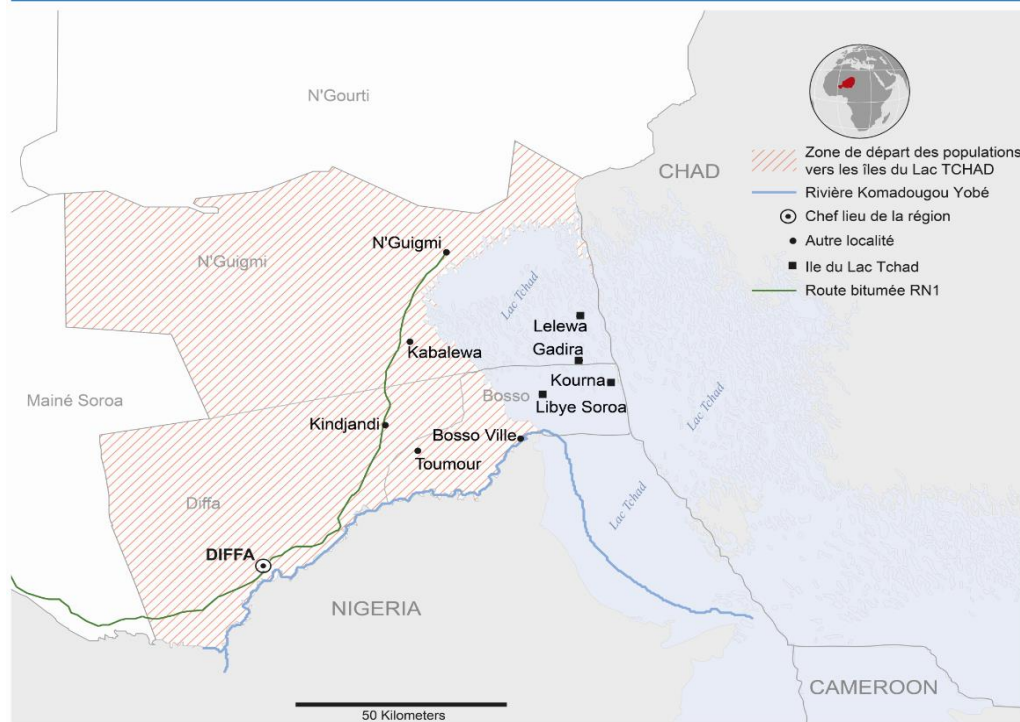 N'Gourti
CHAD
Zone de départ des populations
vers les îles du Lac TCHAD
Rivière Komadougou Yobé
Chef lieu de la région
Autre localité
Ile du Lac Tchad
Route bitumée RN1
N'Guigmi
N'Guigmi
Lac Tchad
Lelewa
Gadira
Kabalewa
Kourna
Bosso
Libye Soroa
Mainé Soroa
Lac Tchad
Kindjandi
Bosso Ville
Toumour
Diffa
Lac Tchad
DIFFA
NIGERIA
CAMEROON
50 Kilometers